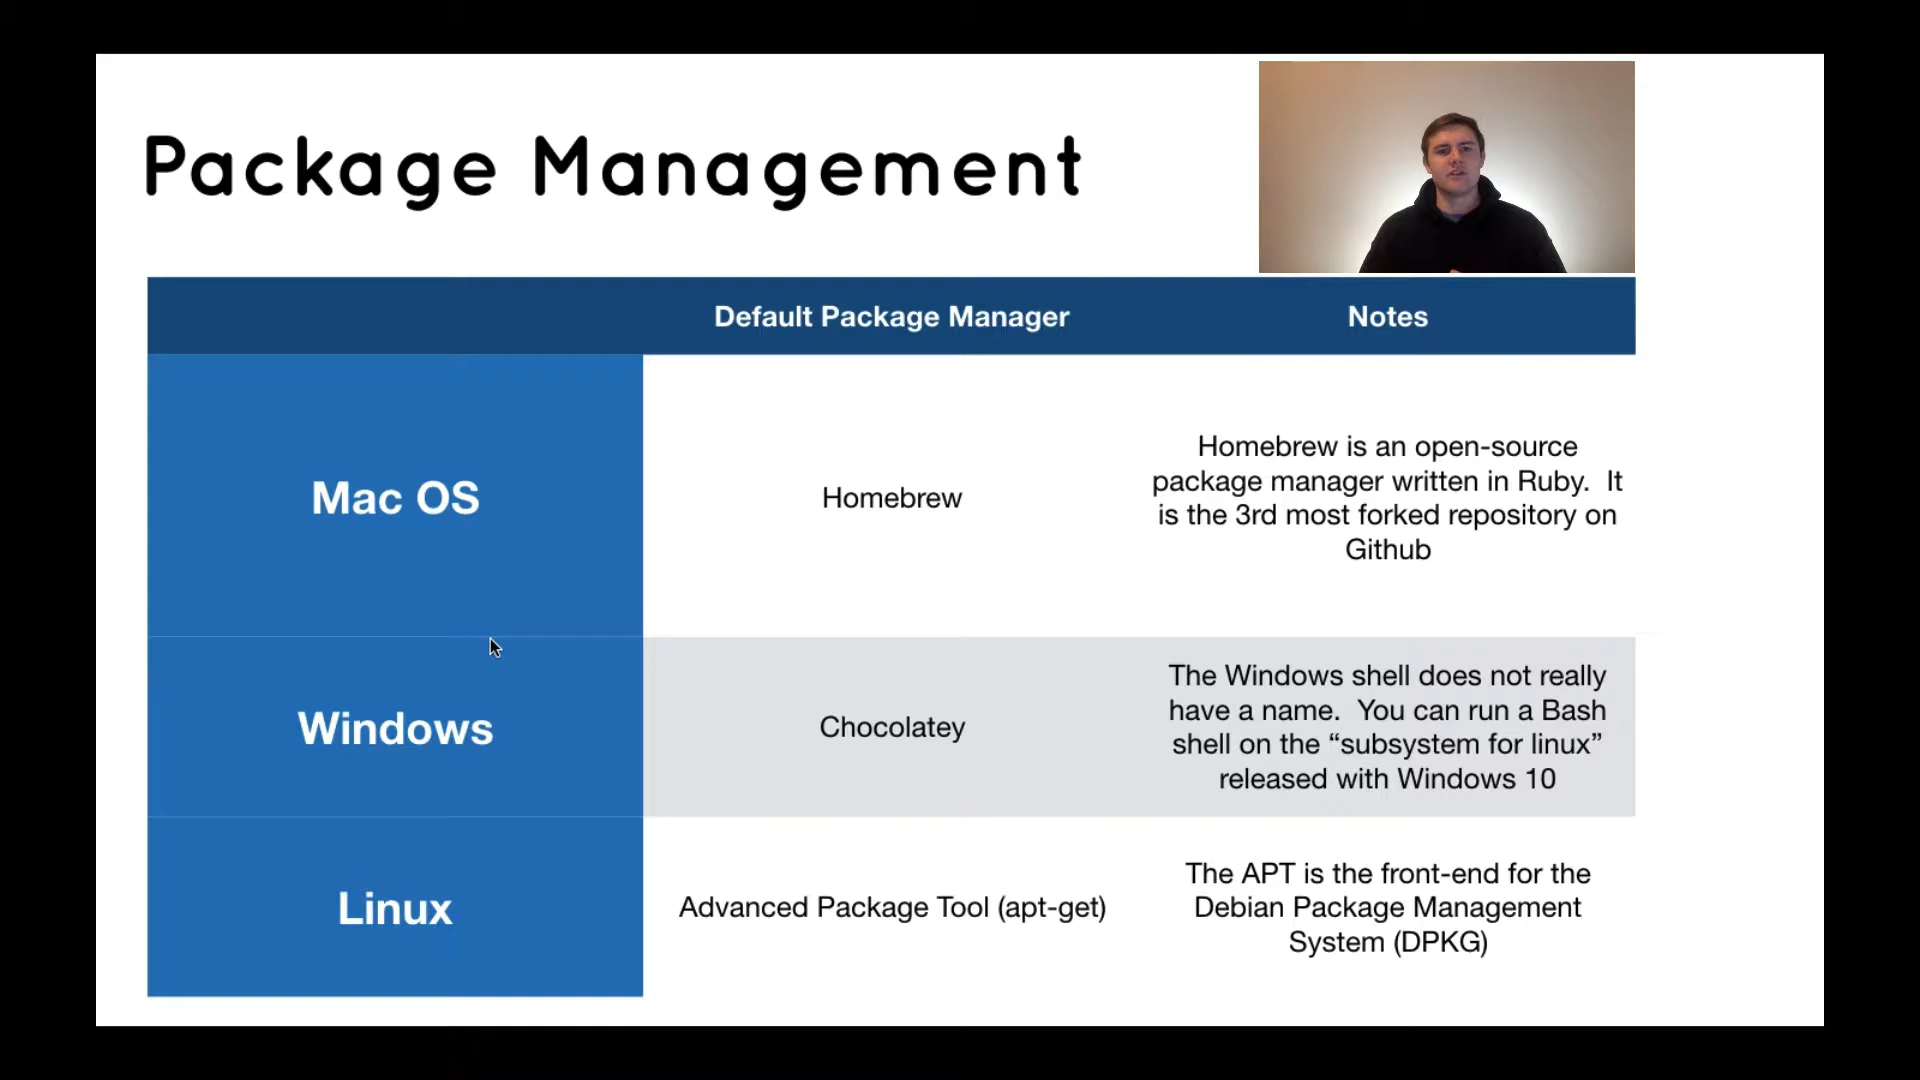 Package Management
Default Package Manager
Notes
Mac OS
Homebrew
Homebrew is an open-source
package manager written in Ruby.  It
is the 3rd most forked repository on
Github
Windows
Chocolatey
The Windows shell does not really
have a name.  You can run a Bash
shell on the “subsystem for linux”
released with Windows 10
Linux
Advanced Package Tool (apt-get)
The APT is the front-end for the
Debian Package Management
System (DPKG)